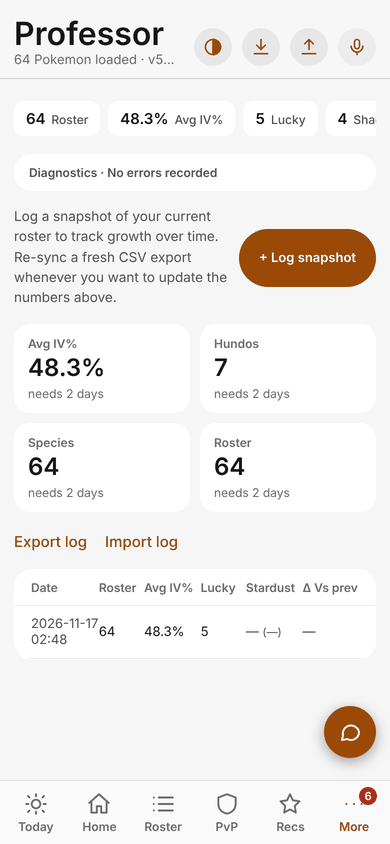 Professor
64 Pokemon loaded · v5...
64 Roster
48.3% Avg IV%
5 Lucky
4 Sha
Diagnostics · No errors recorded
Log a snapshot of your current
roster to track growth over time.
Re-sync a fresh CSV export
whenever you want to update the
numbers above.
+ Log snapshot
Avg IV%
48.3%
needs 2 days
Hundos
7
needs 2 days
Species
64
needs 2 days
Roster
64
needs 2 days
Export log Import log
Date Roster Avg IV% Lucky Stardust Δ Vs prev
2026-11-17 64 48.3% 5 — (—) —
02:48
6
Today Home Roster PvP Recs More